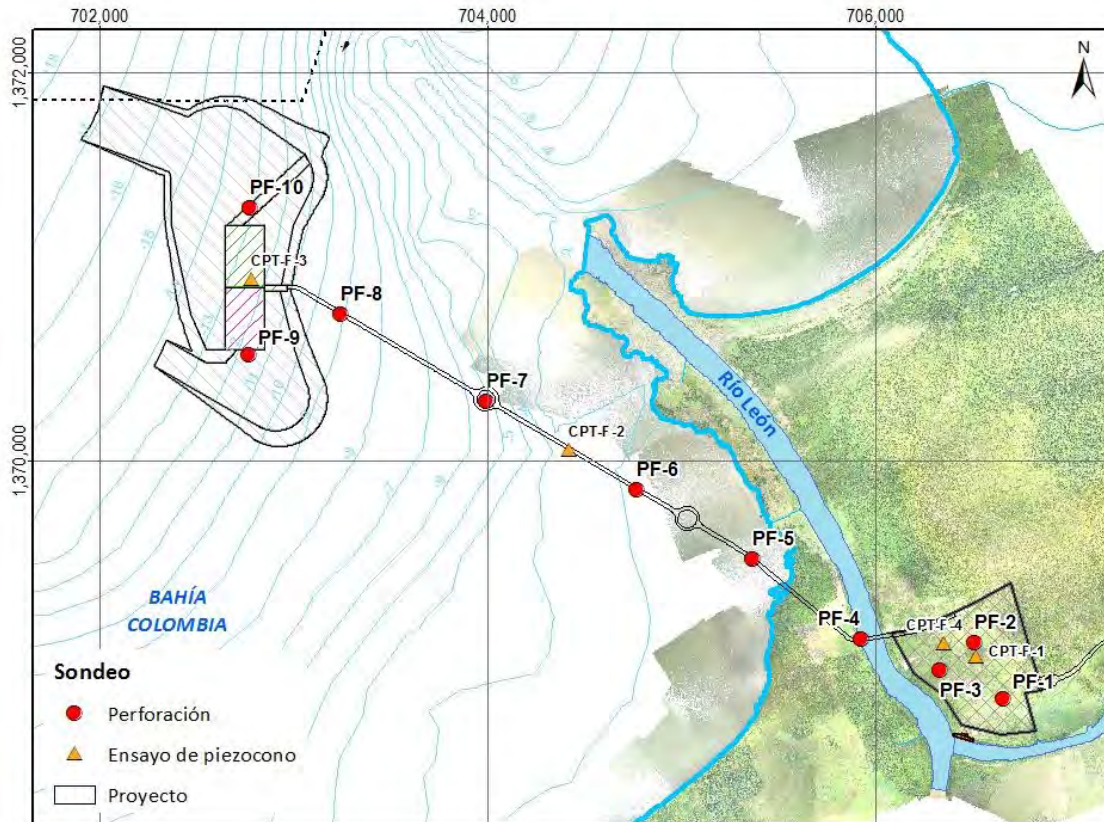 702,000
704,000
706,000
1,372,000
N
PF-10
CPT-F-3
PF-8
PF-9
PF-7
CPT-F-2
Río León
1,370,000
PF-6
PF-5
PF-4
CPT-F-4
PF-2
CPT-F-1
PF-3
PF-1
BAHÍA
COLOMBIA
Sondeo
Perforación
Ensayo de piezocono
Proyecto